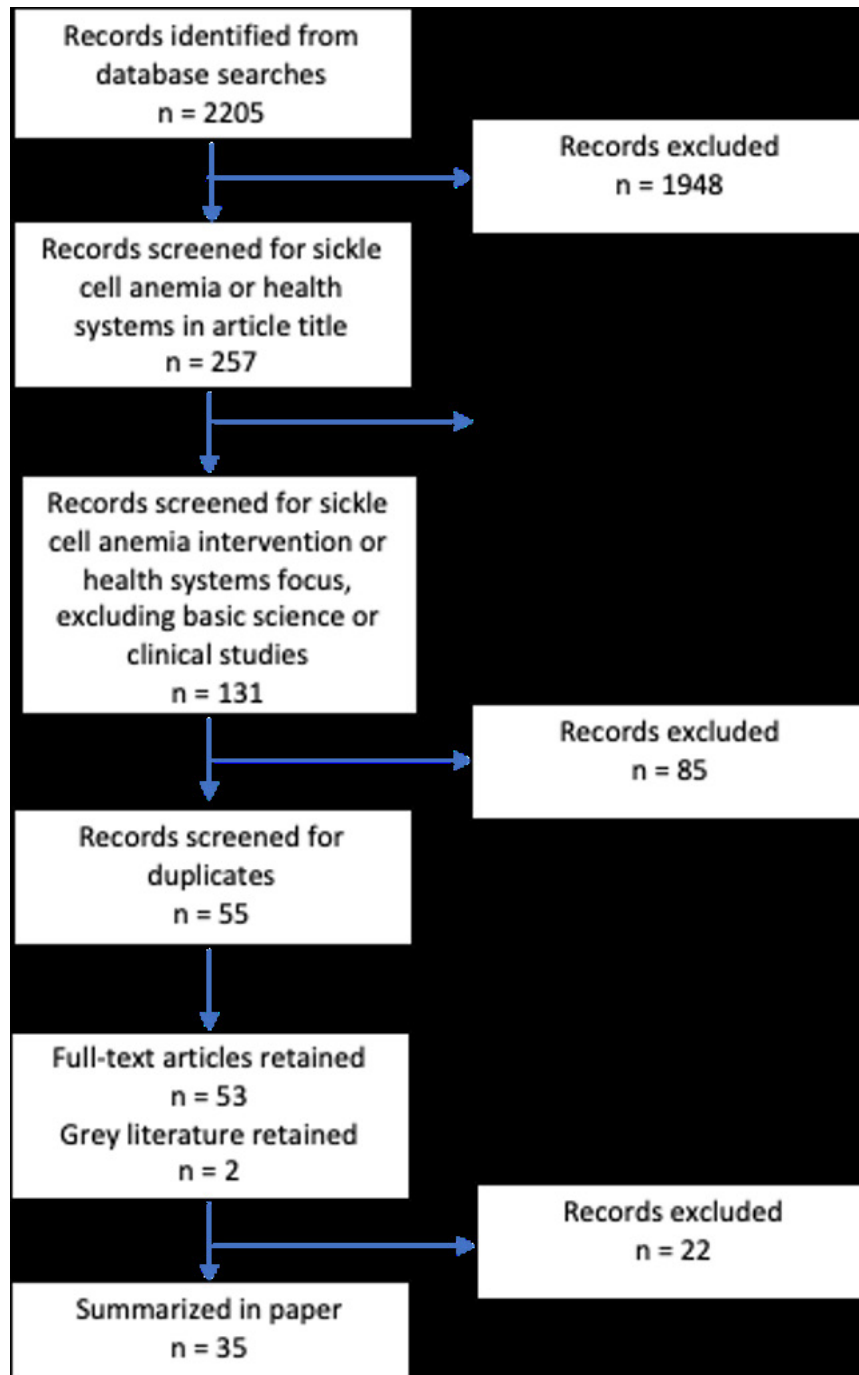 Records identified from
database searches
n = 2205
Records excluded
n = 1948
Records screened for sickle
cell anemia or health
systems in article title
n = 257
Records screened for sickle
cell anemia intervention or
health systems focus,
excluding basic science or
clinical studies
n = 131
Records excluded
n = 85
Records screened for
duplicates
n = 55
Full-text articles retained
n = 53
Grey literature retained
n = 2
Records excluded
n = 22
Summarized in paper
n = 35